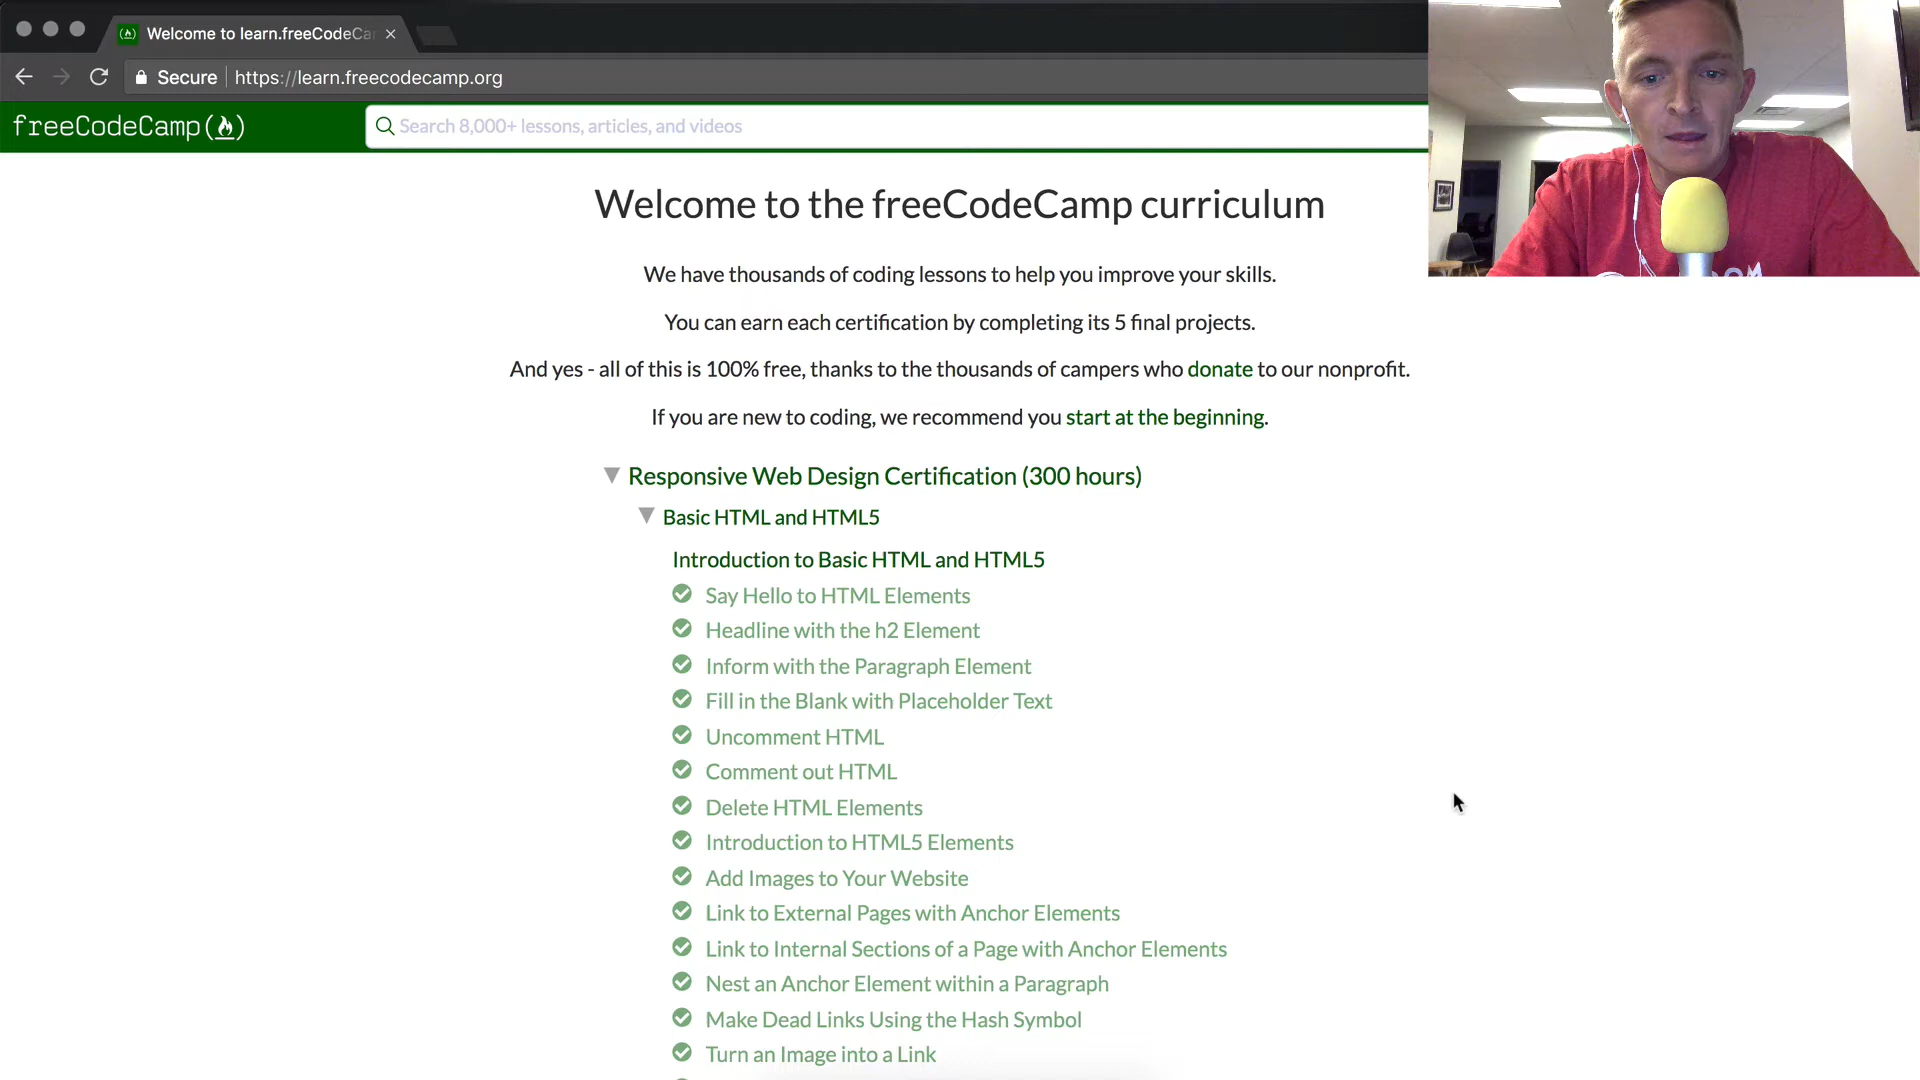 Welcome to learn.freeCodeCa
Secure https://learn.freecodecamp.org
freeCodeCamp
Search 8,000+ lessons, articles, and videos
Welcome to the freeCodeCamp curriculum
We have thousands of coding lessons to help you improve your skills.
You can earn each certification by completing its 5 final projects.
And yes - all of this is 100% free, thanks to the thousands of campers who donate to our nonprofit.
If you are new to coding, we recommend you start at the beginning.
Responsive Web Design Certification (300 hours)
Basic HTML and HTML5
Introduction to Basic HTML and HTML5
Say Hello to HTML Elements
Headline with the h2 Element
Inform with the Paragraph Element
Fill in the Blank with Placeholder Text
Uncomment HTML
Comment out HTML
Delete HTML Elements
Introduction to HTML5 Elements
Add Images to Your Website
Link to External Pages with Anchor Elements
Link to Internal Sections of a Page with Anchor Elements
Nest an Anchor Element within a Paragraph
Make Dead Links Using the Hash Symbol
Turn an Image into a Link